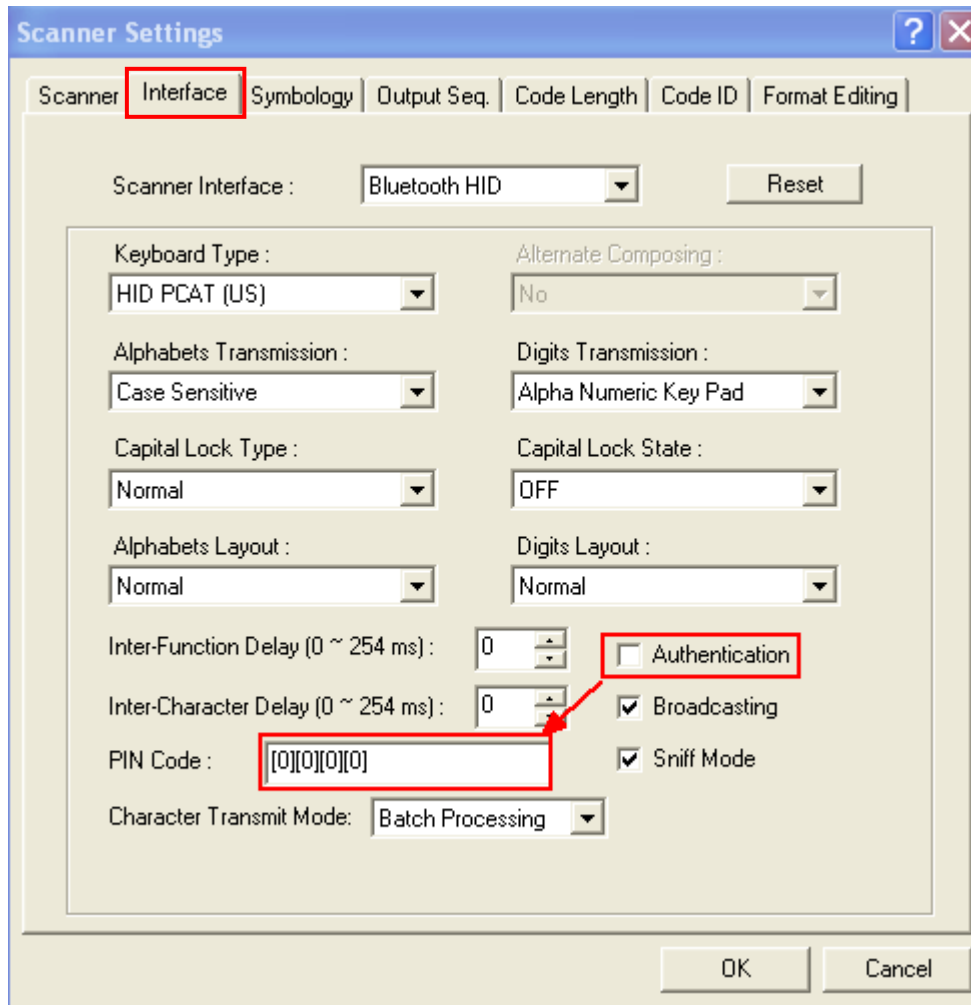 Scanner Settings
Scanner Interface Symbology Output Seq. Code Length Code ID Format Editing
Scanner Interface : Bluetooth HID Reset
Keyboard Type : Alternate Composing :
HID PCAT (US) No
Alphabets Transmission : Digits Transmission :
Case Sensitive Alpha Numeric Key Pad
Capital Lock Type : Capital Lock State :
Normal OFF
Alphabets Layout : Digits Layout :
Normal Normal
Inter-Function Delay (0 ~ 254 ms) : 0 Authentication
Inter-Character Delay (0 ~ 254 ms) : 0 Broadcasting
PIN Code : [0][0][0][0] Sniff Mode
Character Transmit Mode: Batch Processing
OK Cancel